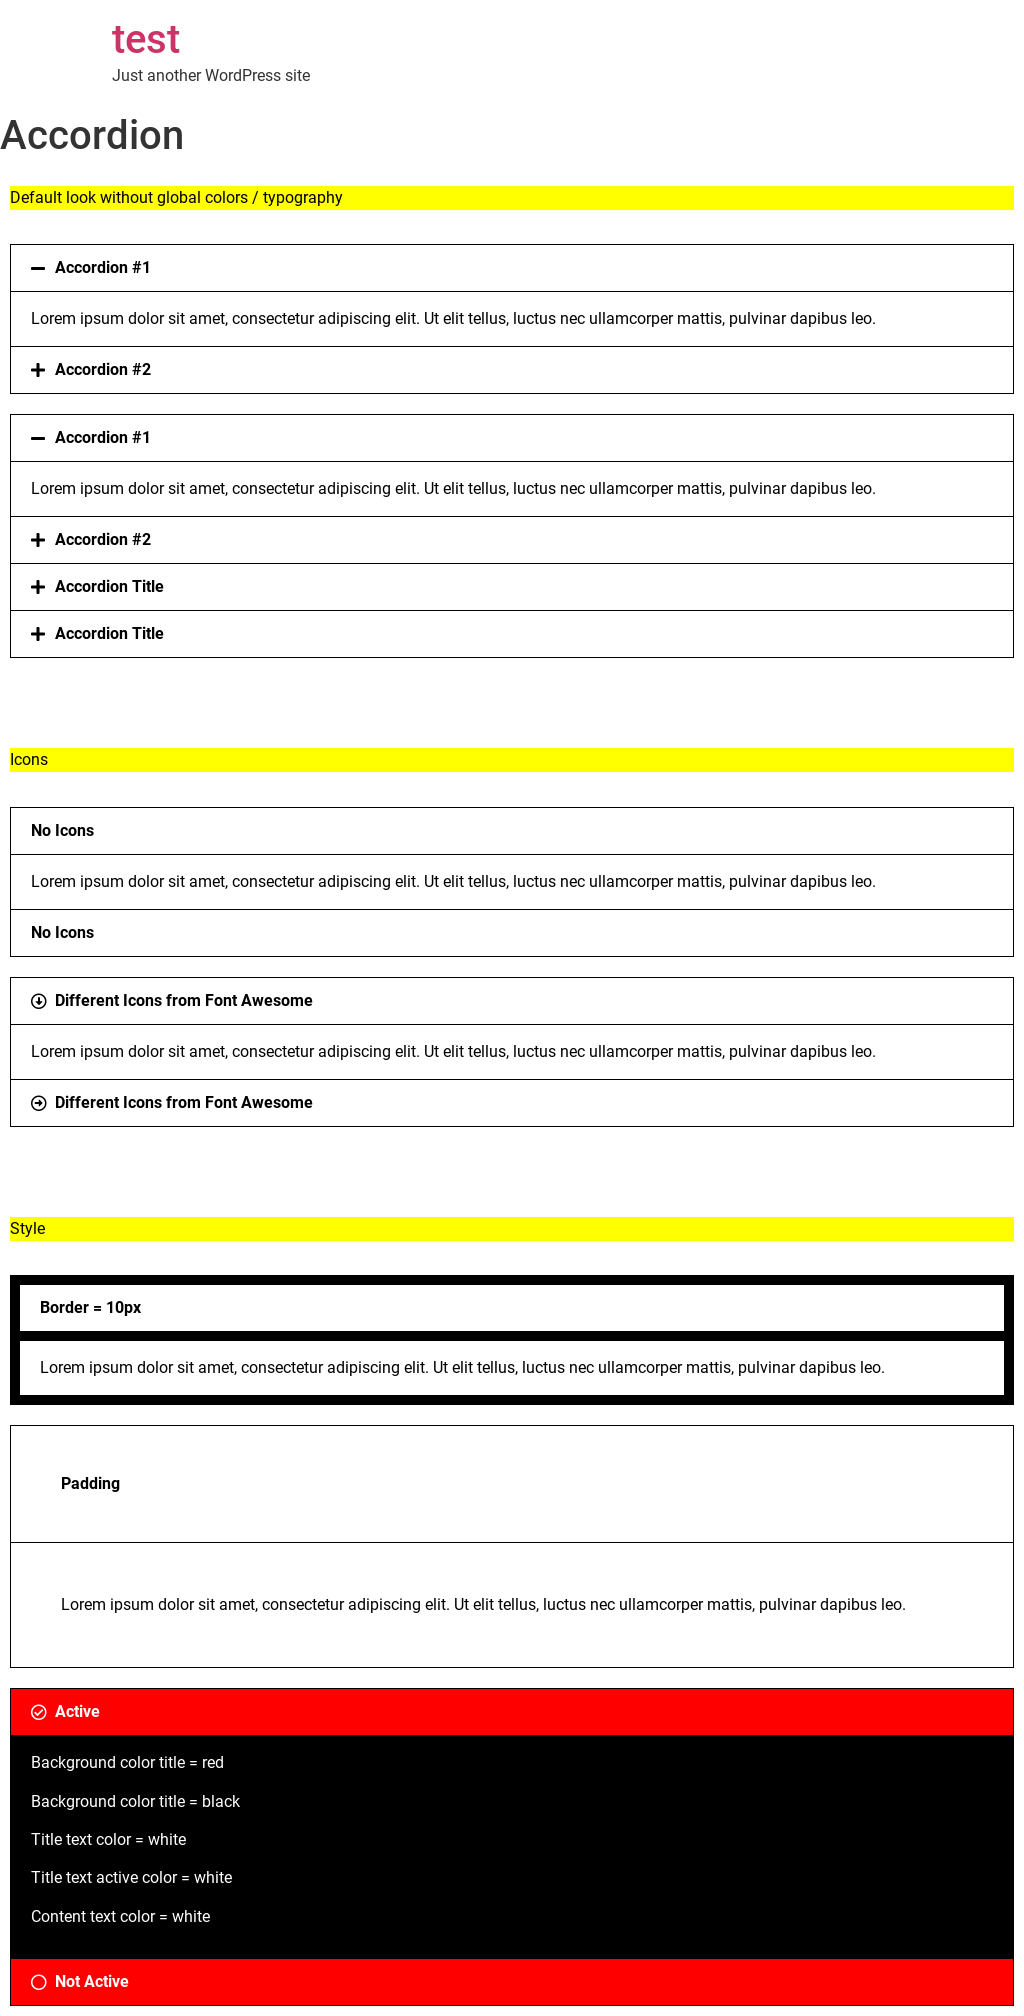 test
Just another WordPress site
Accordion
Default look without global colors / typography
Accordion #1
Lorem ipsum dolor sit amet, consectetur adipiscing elit. Ut elit tellus, luctus nec ullamcorper mattis, pulvinar dapibus leo.
Accordion #2
Accordion #1
Lorem ipsum dolor sit amet, consectetur adipiscing elit. Ut elit tellus, luctus nec ullamcorper mattis, pulvinar dapibus leo.
Accordion #2
Accordion Title
Accordion Title
Icons
No Icons
Lorem ipsum dolor sit amet, consectetur adipiscing elit. Ut elit tellus, luctus nec ullamcorper mattis, pulvinar dapibus leo.
No Icons
Different Icons from Font Awesome
Lorem ipsum dolor sit amet, consectetur adipiscing elit. Ut elit tellus, luctus nec ullamcorper mattis, pulvinar dapibus leo.
Different Icons from Font Awesome
Style
Border = 10px
Lorem ipsum dolor sit amet, consectetur adipiscing elit. Ut elit tellus, luctus nec ullamcorper mattis, pulvinar dapibus leo.
Padding
Lorem ipsum dolor sit amet, consectetur adipiscing elit. Ut elit tellus, luctus nec ullamcorper mattis, pulvinar dapibus leo.
Active
Background color title = red
Background color title = black
Title text color = white
Title text active color = white
Content text color = white
Not Active